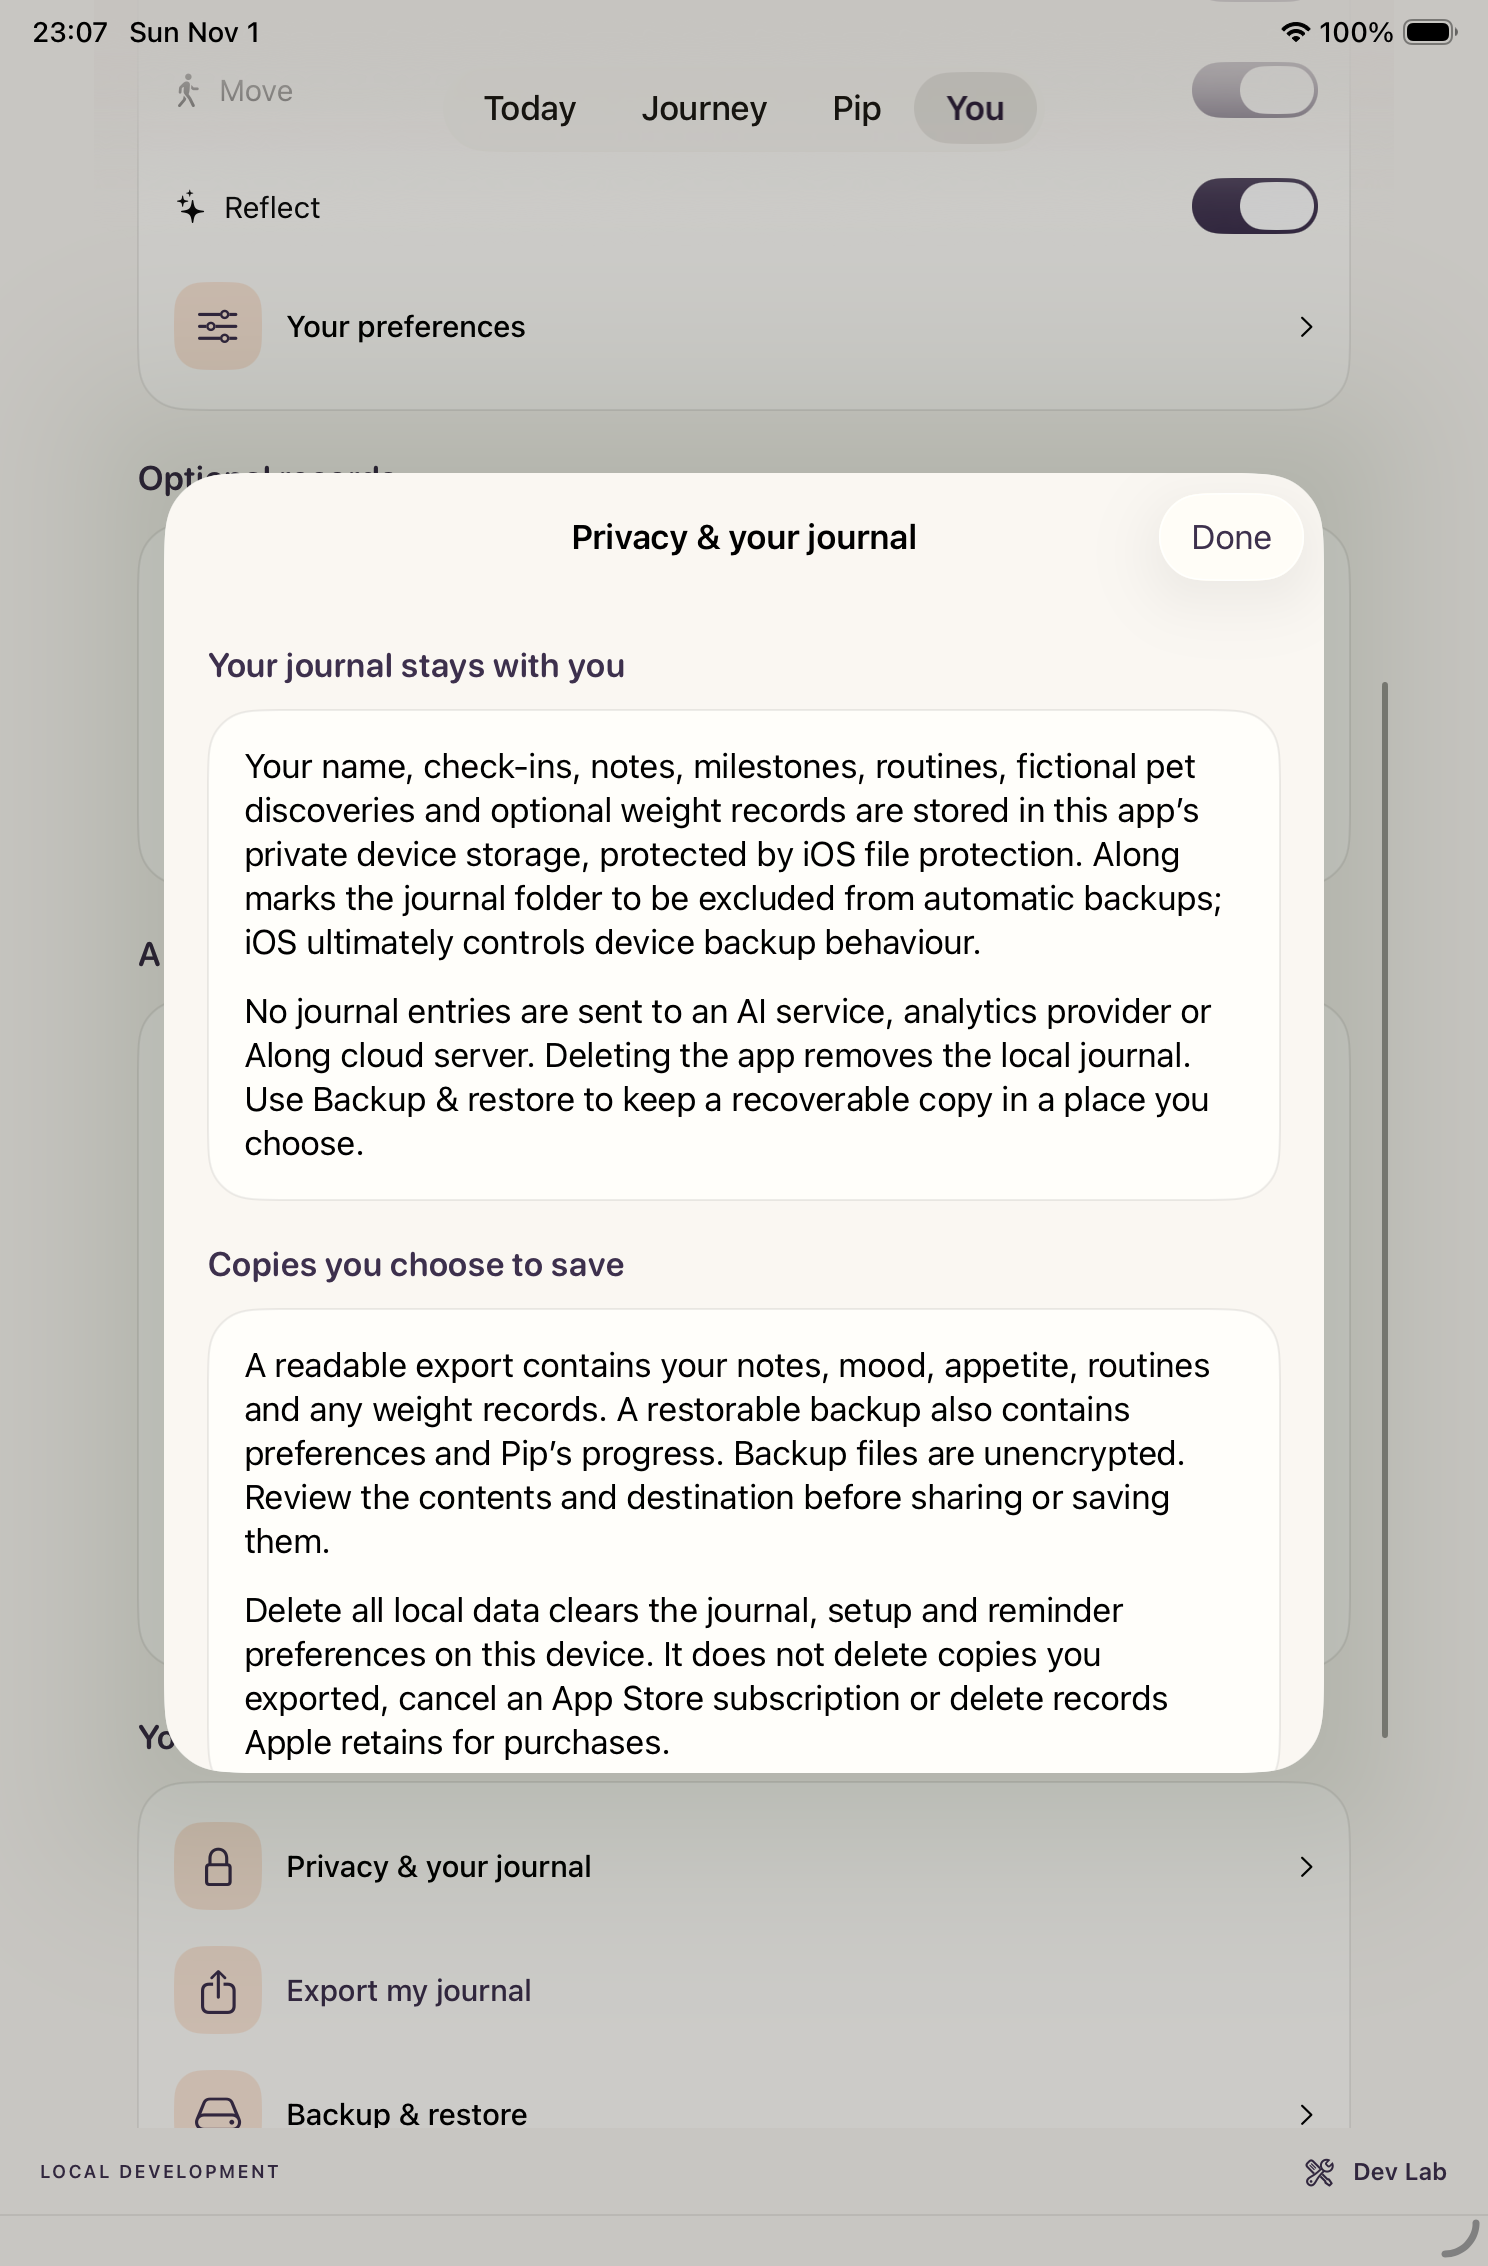 23:07 Sun Nov 1
100%
Move
Today Journey Pip You
Reflect
Your preferences
Privacy & your journal
Done
Your journal stays with you
Your name, check-ins, notes, milestones, routines, fictional pet
discoveries and optional weight records are stored in this app’s
private device storage, protected by iOS file protection. Along
marks the journal folder to be excluded from automatic backups;
iOS ultimately controls device backup behaviour.
No journal entries are sent to an AI service, analytics provider or
Along cloud server. Deleting the app removes the local journal.
Use Backup & restore to keep a recoverable copy in a place you
choose.
Copies you choose to save
A readable export contains your notes, mood, appetite, routines
and any weight records. A restorable backup also contains
preferences and Pip’s progress. Backup files are unencrypted.
Review the contents and destination before sharing or saving
them.
Delete all local data clears the journal, setup and reminder
preferences on this device. It does not delete copies you
exported, cancel an App Store subscription or delete records
Apple retains for purchases.
Privacy & your journal
Export my journal
Backup & restore
LOCAL DEVELOPMENT
Dev Lab